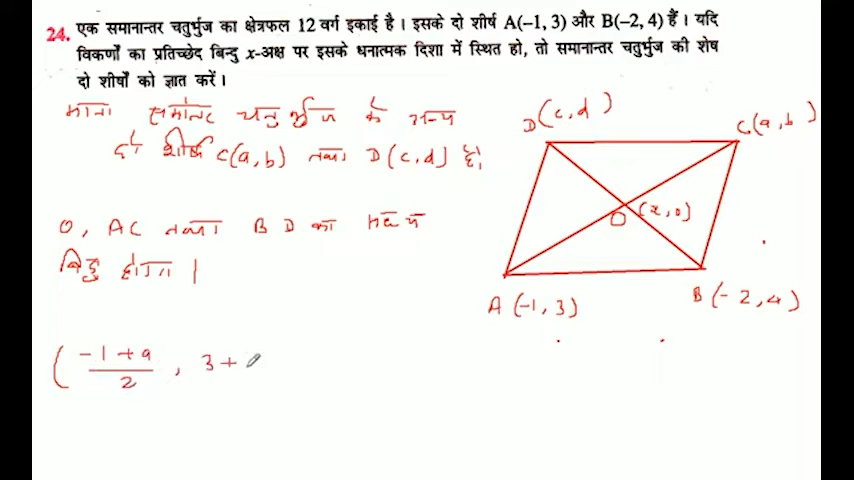 24. एक समानान्तर चतुर्भुज का क्षेत्रफल 12 वर्ग इकाई है। इसके दो शीर्ष A(−1, 3) और B(−2, 4) हैं। यदि
विकर्णों का प्रतिच्छेद बिन्दु x-अक्ष पर इसके धनात्मक दिशा में स्थित हो, तो समानान्तर चतुर्भुज की शेष
दो शीर्षों को ज्ञात करें।
माना समांतर चतुर्भुज के अन्य
दो शीर्ष C(a, b) तथा D(c, d) है।
O, AC तथा BD का मध्य
बिंदु होगा।
(-1+a/2, 3+
D(c, d)
C(a, b)
O (x, 0)
A (-1, 3)
B (-2, 4)